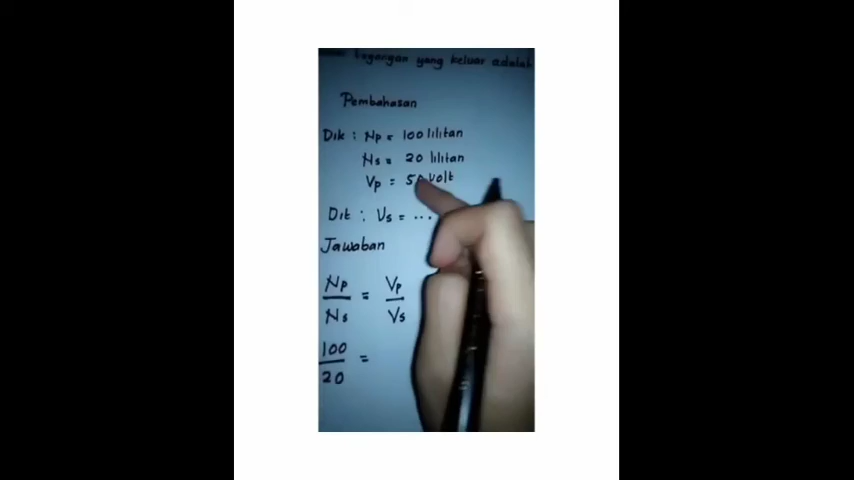 Tegangan yang keluar adalah
Pembahasan
Dik : Np = 100 lilitan
Ns = 20 lilitan
Vp = 50 volt
Dit : Vs = ...
Jawaban
Np / Ns = Vp / Vs
100 / 20 =